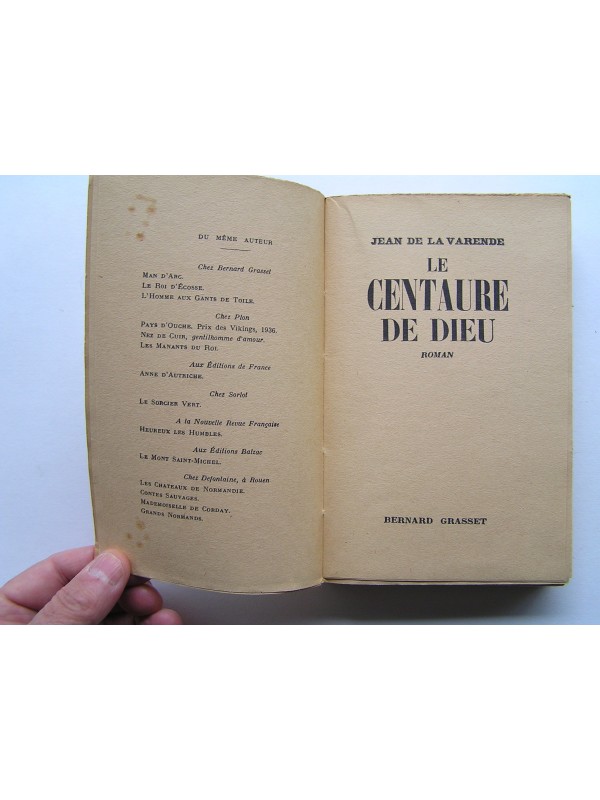 DU MÊME AUTEUR
Chez Bernard Grasset
MAN D'ARC.
LE ROI D'ÉCOSSE.
L'HOMME AUX GANTS DE TOILE.
Chez Plon
PAYS D'OUCHE. Prix des Vikings, 1936.
NEZ DE CUIR, gentilhomme d'amour.
LES MANANTS DU ROI.
Aux Éditions de France
ANNE D'AUTRICHE.
Chez Sorlot
LE SORCIER VERT.
A la Nouvelle Revue Française
HEUREUX LES HUMBLES.
Aux Éditions Balzac
LE MONT SAINT-MICHEL.
Chez Defontaine, à Rouen
LES CHATEAUX DE NORMANDIE.
CONTES SAUVAGES.
MADEMOISELLE DE CORDAY.
GRANDS NORMANDS.
JEAN DE LA VARENDE
LE
CENTAURE
DE DIEU
ROMAN
BERNARD GRASSET